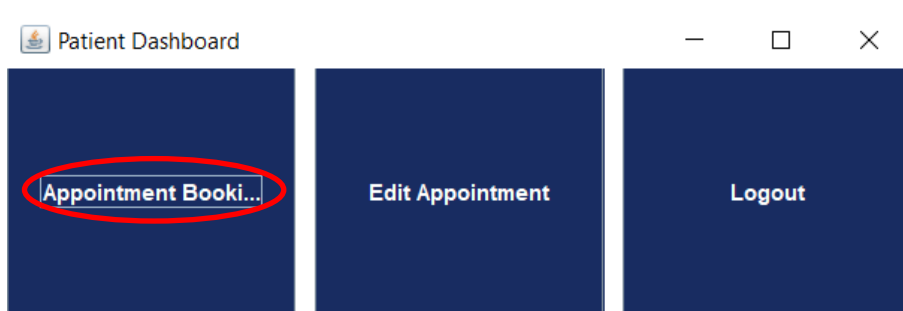 Patient Dashboard
Appointment Booki...
Edit Appointment
Logout